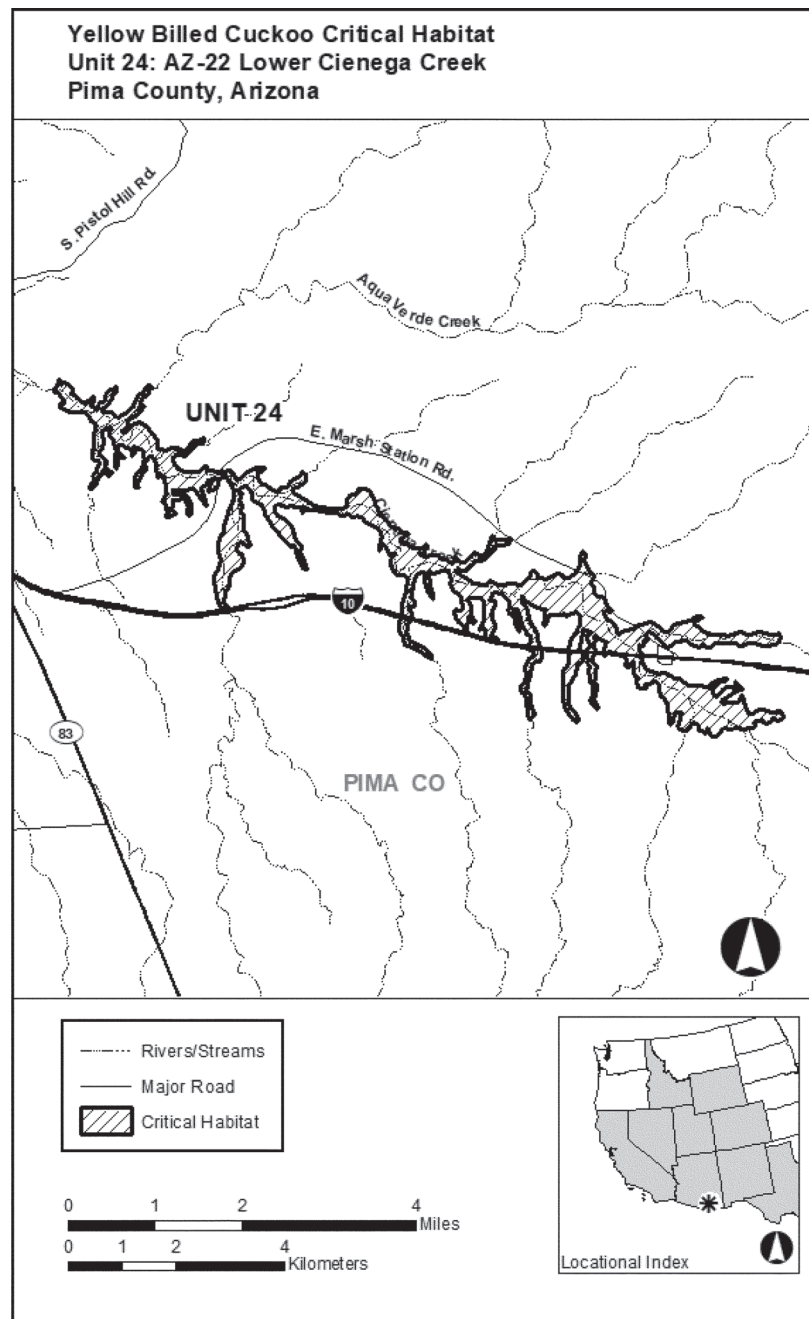 Yellow Billed Cuckoo Critical Habitat
Unit 24: AZ-22 Lower Cienega Creek
Pima County, Arizona
S. Pistol Hill Rd.
Aqua Verde Creek
UNIT 24
E. Marsh Station Rd.
Cienega Creek
10
83
PIMA CO
Rivers/Streams
Major Road
Critical Habitat
0 1 2 4
Miles
0 1 2 4
Kilometers
Locational Index